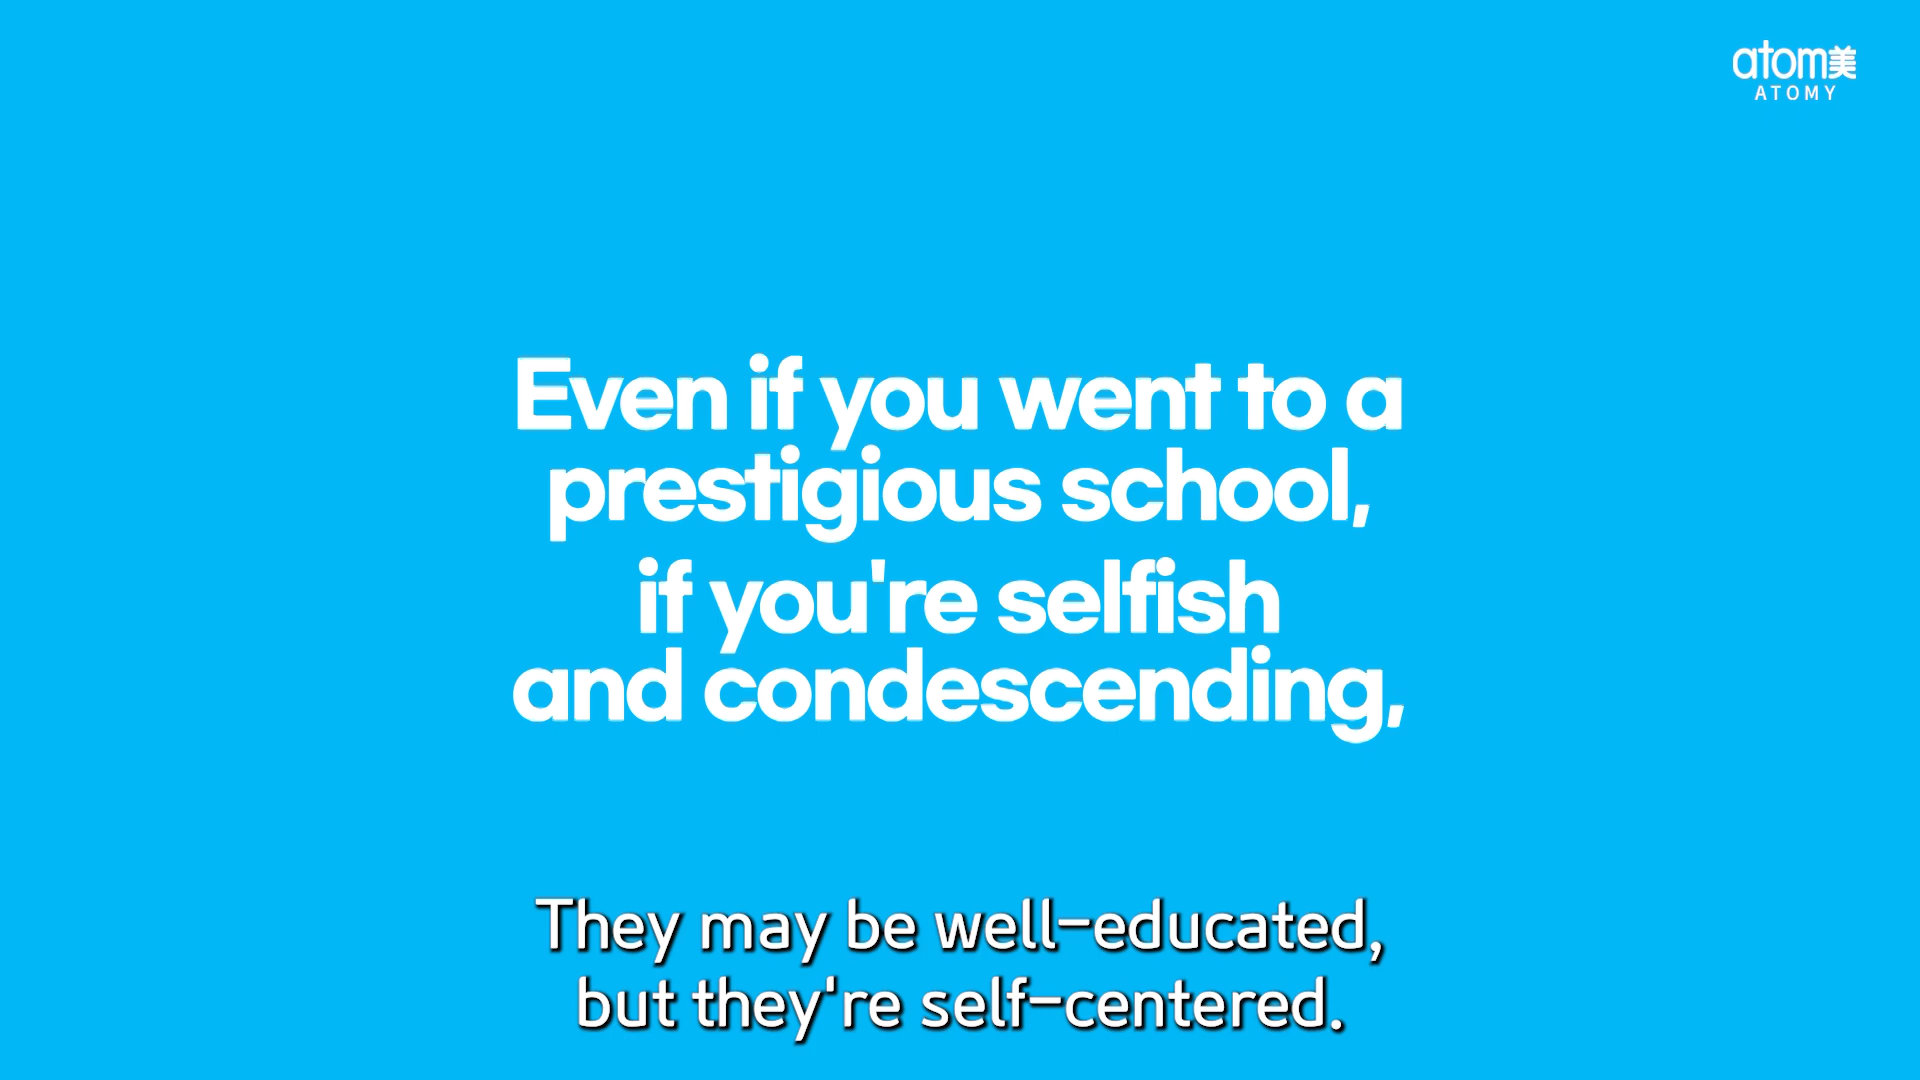 atom美
ATOMY
Even if you went to a
prestigious school,
if you're selfish
and condescending,
They may be well-educated,
but they're self-centered.